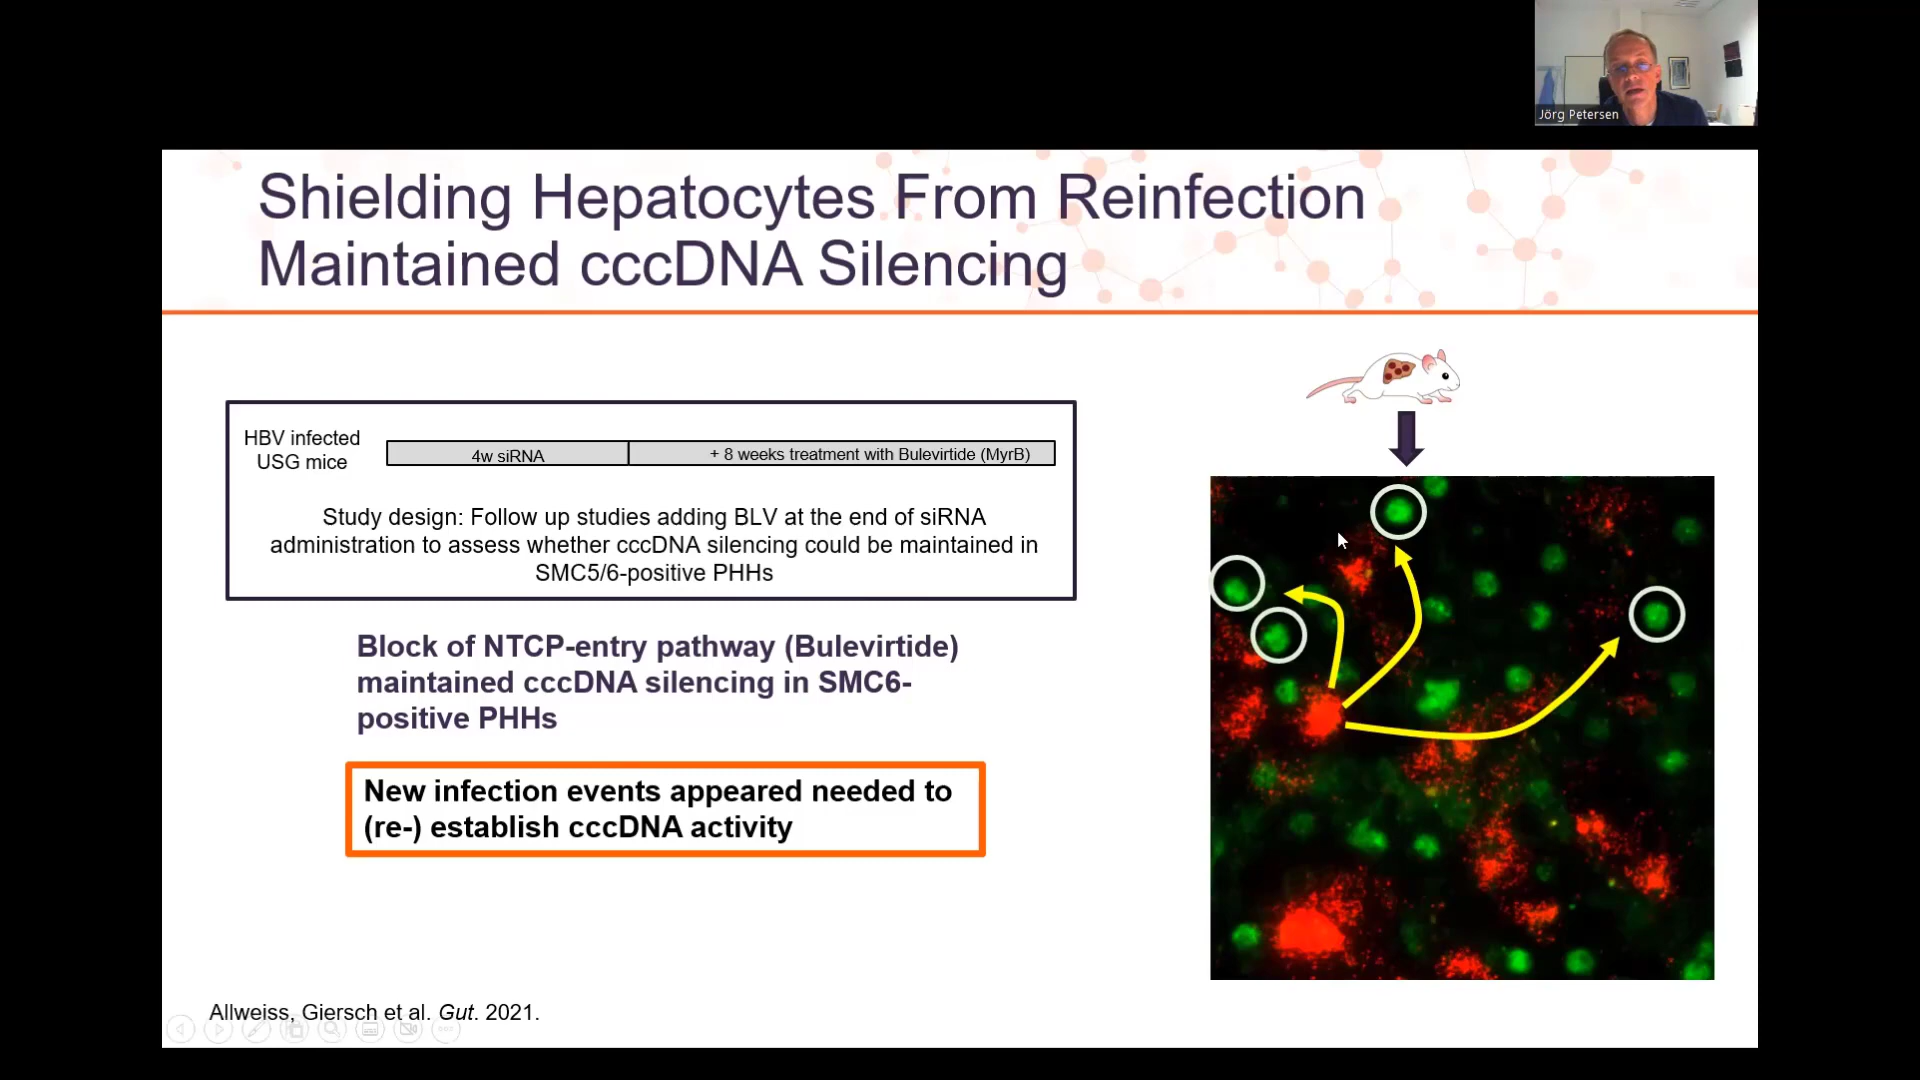 Jörg Petersen
Shielding Hepatocytes From Reinfection
Maintained cccDNA Silencing
HBV infected
USG mice
4w siRNA
+ 8 weeks treatment with Bulevirtide (MyrB)
Study design: Follow up studies adding BLV at the end of siRNA
administration to assess whether cccDNA silencing could be maintained in
SMC5/6-positive PHHs
Block of NTCP-entry pathway (Bulevirtide)
maintained cccDNA silencing in SMC6-
positive PHHs
New infection events appeared needed to
(re-) establish cccDNA activity
Allweiss, Giersch et al. Gut. 2021.